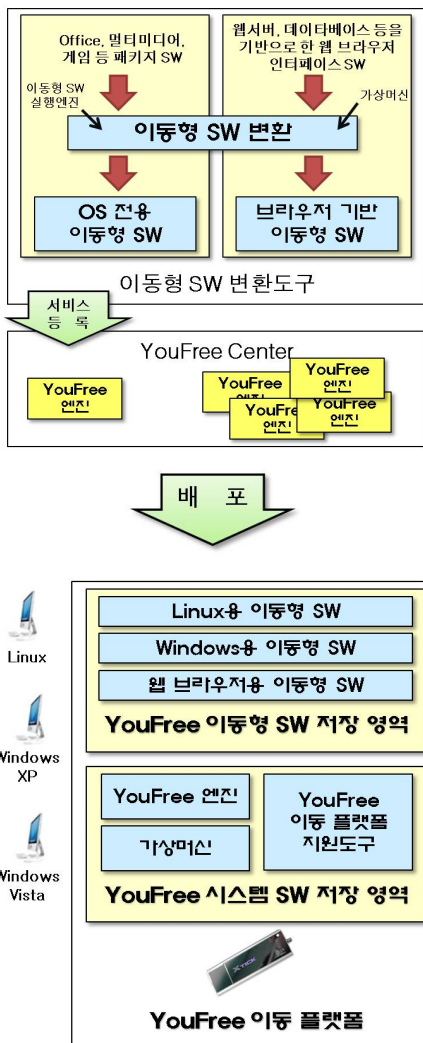 Office, 멀티미디어,
게임 등 패키지 SW
웹서버, 데이타베이스 등을
기반으로 한 웹 브라우저
인터페이스 SW
이동형 SW
실행엔진
가상머신
이동형 SW 변환
OS 전용
이동형 SW
브라우저 기반
이동형 SW
이동형 SW 변환도구
서비스
등 록
YouFree Center
YouFree
엔진
YouFree
엔진
YouFree
엔진
YouFree
엔진
YouFree
엔진
배 포
Linux
Windows
XP
Windows
Vista
Linux용 이동형 SW
Windows용 이동형 SW
웹 브라우저용 이동형 SW
YouFree 이동형 SW 저장 영역
YouFree 엔진
가상머신
YouFree
이동 플랫폼
지원도구
YouFree 시스템 SW 저장 영역
XTICK
YouFree 이동 플랫폼